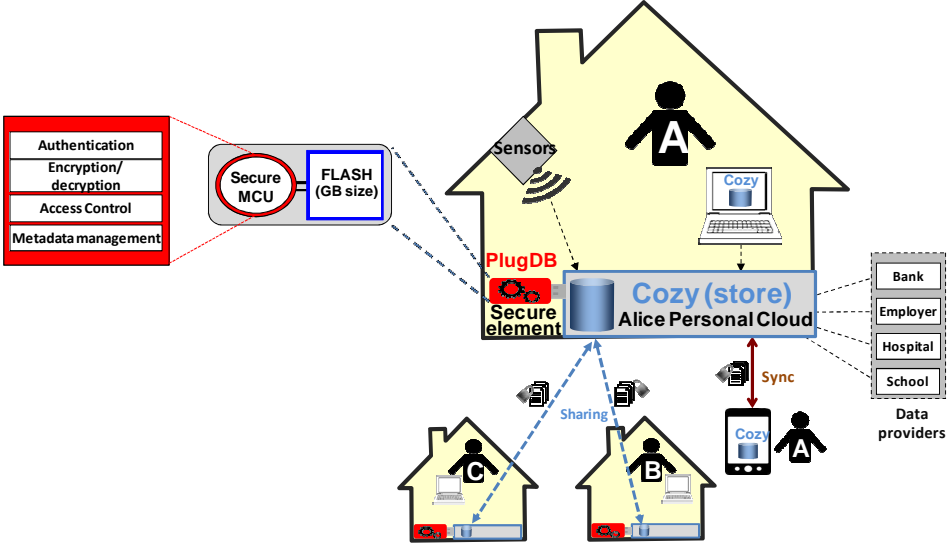 Authentication
Encryption/
decryption
Access Control
Metadata management
Secure
MCU
FLASH
(GB size)
Sensors
A
Cozy
PlugDB
Secure
element
Cozy (store)
Alice Personal Cloud
Bank
Employer
Hospital
School
Data
providers
Sharing
Sync
Cozy
A
C
B